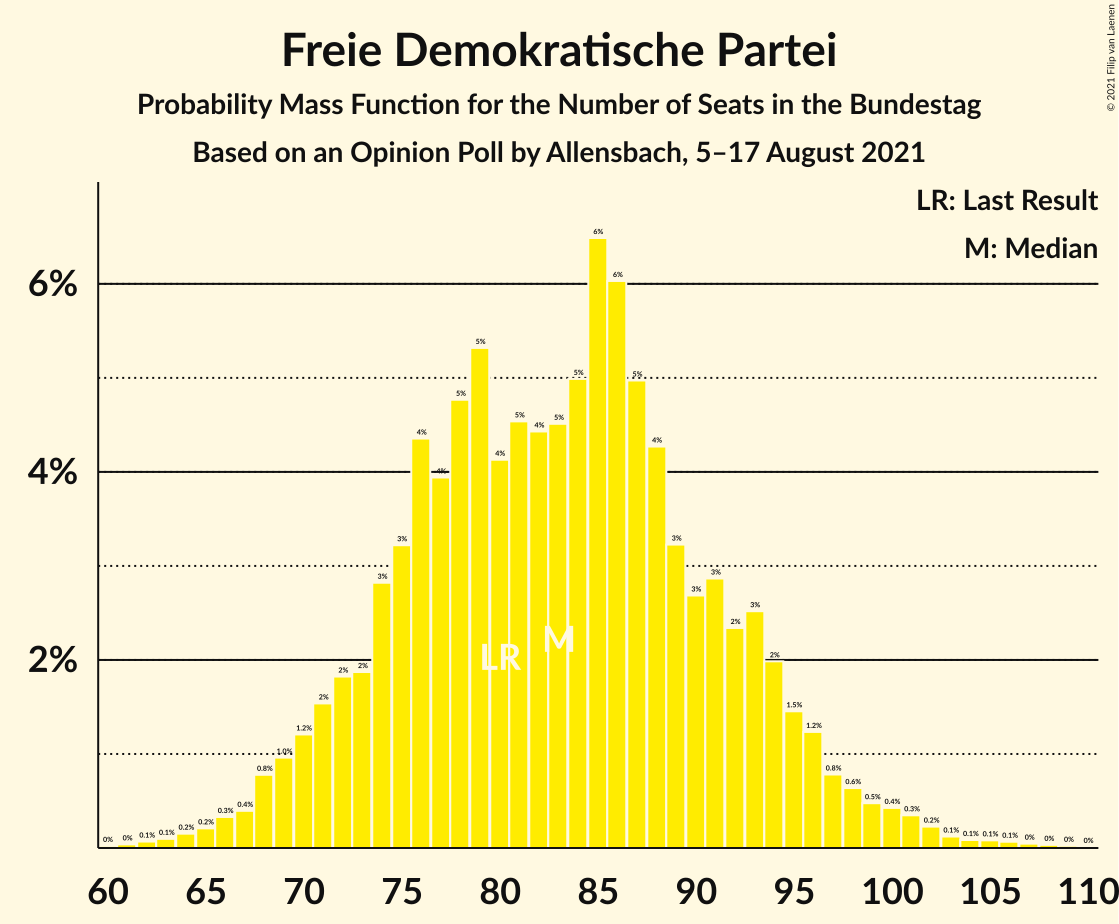 Freie Demokratische Partei
Probability Mass Function for the Number of Seats in the Bundestag
Based on an Opinion Poll by Allensbach, 5–17 August 2021
© 2021 Filip van Laenen
LR: Last Result
M: Median
6%
4%
2%
0% 0% 0.1% 0.1% 0.2% 0.2% 0.3% 0.4% 0.8% 1.0% 1.2% 2% 2% 2% 3% 3% 4% 4% 5% 5% 4% 5% 4% 5% 5% 6% 6% 5% 4% 3% 3% 3% 2% 3% 2% 1.5% 1.2% 0.8% 0.6% 0.5% 0.4% 0.3% 0.2% 0.1% 0.1% 0.1% 0.1% 0% 0% 0% 0%
LR M
60 65 70 75 80 85 90 95 100 105 110